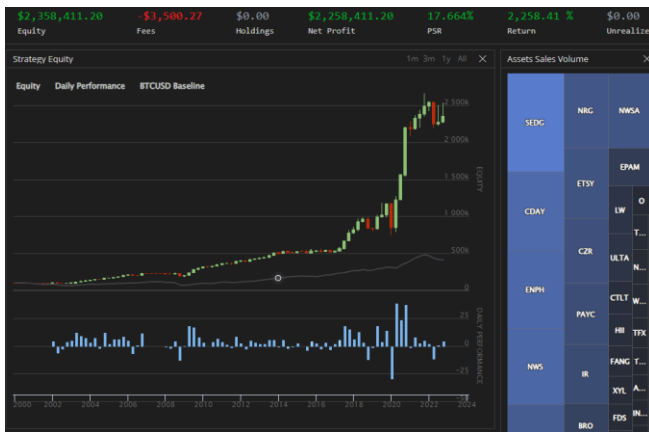 $2,358,411.20 -$3,500.27 $0.00 $2,258,411.20 17.664% 2,258.41 % $0.00
Equity Fees Holdings Net Profit PSR Return Unrealize
Strategy Equity 1m 3m 1y All ✕
Equity Daily Performance BTCUSD Baseline
2 500k
2 000k
1 500k
1 000k
500k
0
EQUITY
25
0
-25
DAILY PERFORMANCE
2000 2002 2004 2006 2008 2010 2012 2014 2016 2018 2020 2022 2024
Assets Sales Volume ✕
SEDG
CDAY
ENPH
NWS
NRG
ETSY
CZR
PAYC
IR
BRO
NWSA
EPAM
LW
O
T...
ULTA
N...
CTLT
W...
HII
TFX
FANG
T...
XYL
A...
FDS
IN...